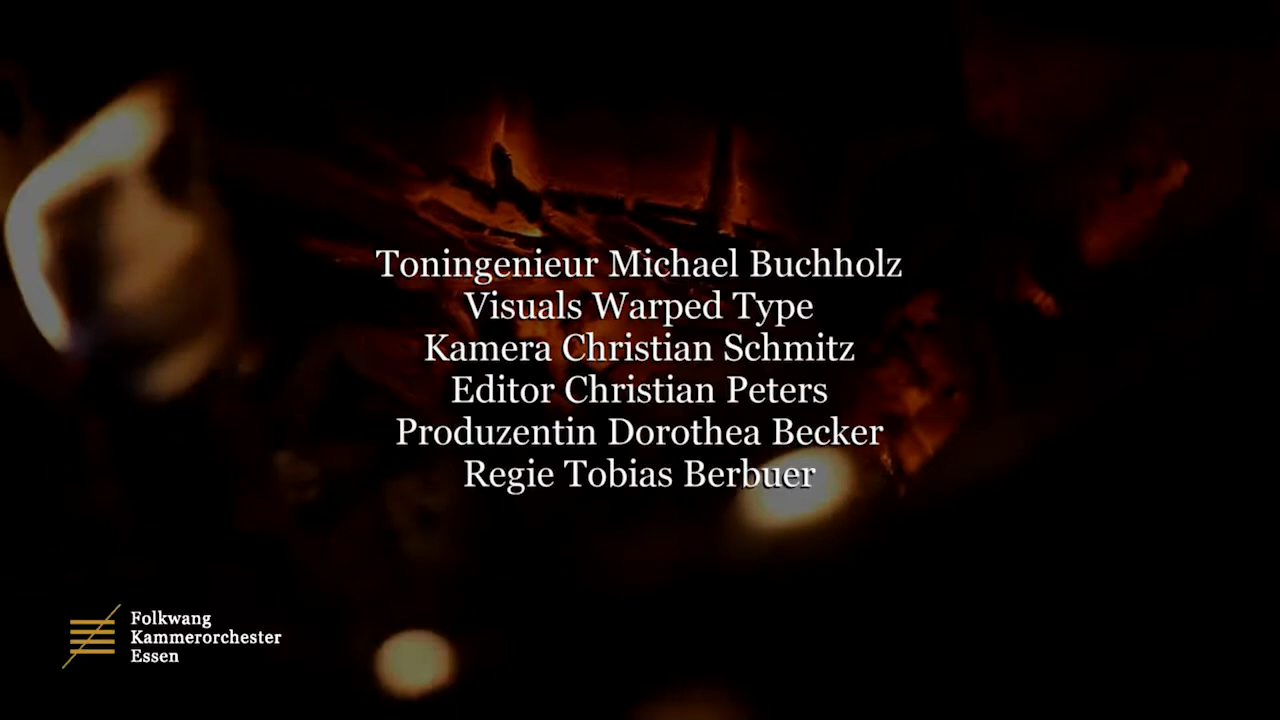 Toningenieur Michael Buchholz
Visuals Warped Type
Kamera Christian Schmitz
Editor Christian Peters
Produzentin Dorothea Becker
Regie Tobias Berbuer
Folkwang
Kammerorchester
Essen